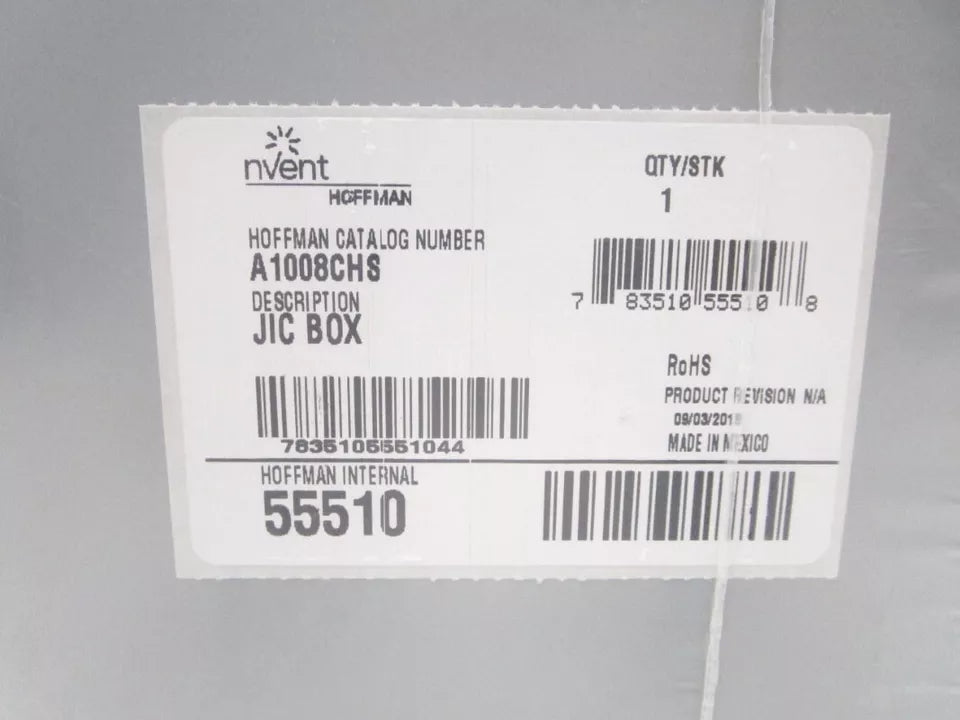 nVent
HOFFMAN
QTY/STK
1
HOFFMAN CATALOG NUMBER
A1008CHS
DESCRIPTION
JIC BOX
7 83510 55510 8
7835105551044
RoHS
PRODUCT REVISION N/A
MADE IN MEXICO
HOFFMAN INTERNAL
55510